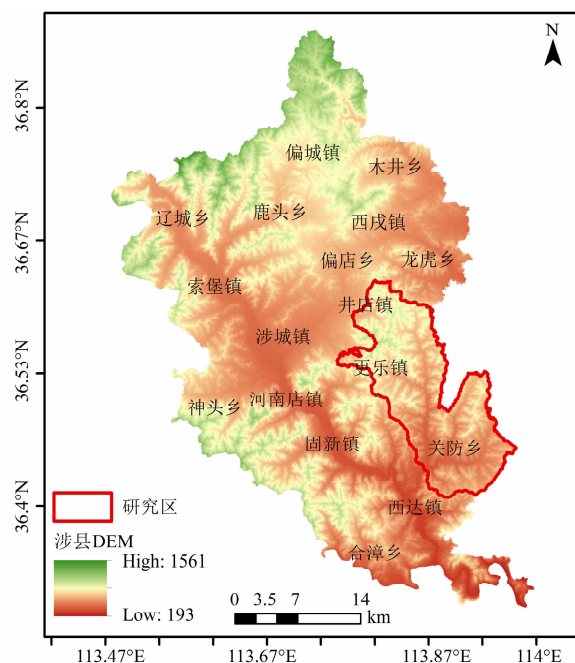 N
36.8°N
36.67°N
36.53°N
36.4°N
偏城镇
木井乡
辽城乡
鹿头乡
西戌镇
偏店乡
龙虎乡
索堡镇
井店镇
涉城镇
更乐镇
神头乡
河南店镇
固新镇
关防乡
西达镇
合漳乡
研究区
涉县DEM
High: 1561
Low: 193
0 3.5 7 14
km
113.47°E 113.67°E 113.87°E 114°E